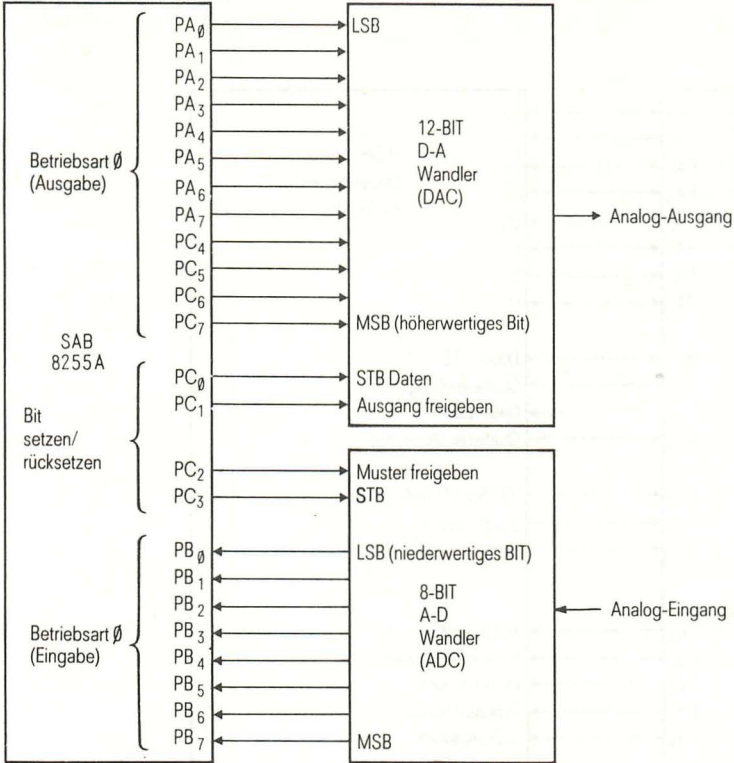 PA0 LSB
PA1
PA2
PA3
PA4
PA5
PA6
PA7
PC4
PC5
PC6
PC7 MSB (höherwertiges Bit)
Betriebsart Ø
(Ausgabe)
12-BIT
D-A
Wandler
(DAC)
Analog-Ausgang
SAB
8255A
PCØ STB Daten
PC1 Ausgang freigeben
Bit
setzen/
rücksetzen
PC2 Muster freigeben
PC3 STB
PBØ LSB (niederwertiges BIT)
PB1
PB2
PB3
PB4
PB5
PB6
PB7 MSB
Betriebsart Ø
(Eingabe)
8-BIT
A-D
Wandler
(ADC)
Analog-Eingang